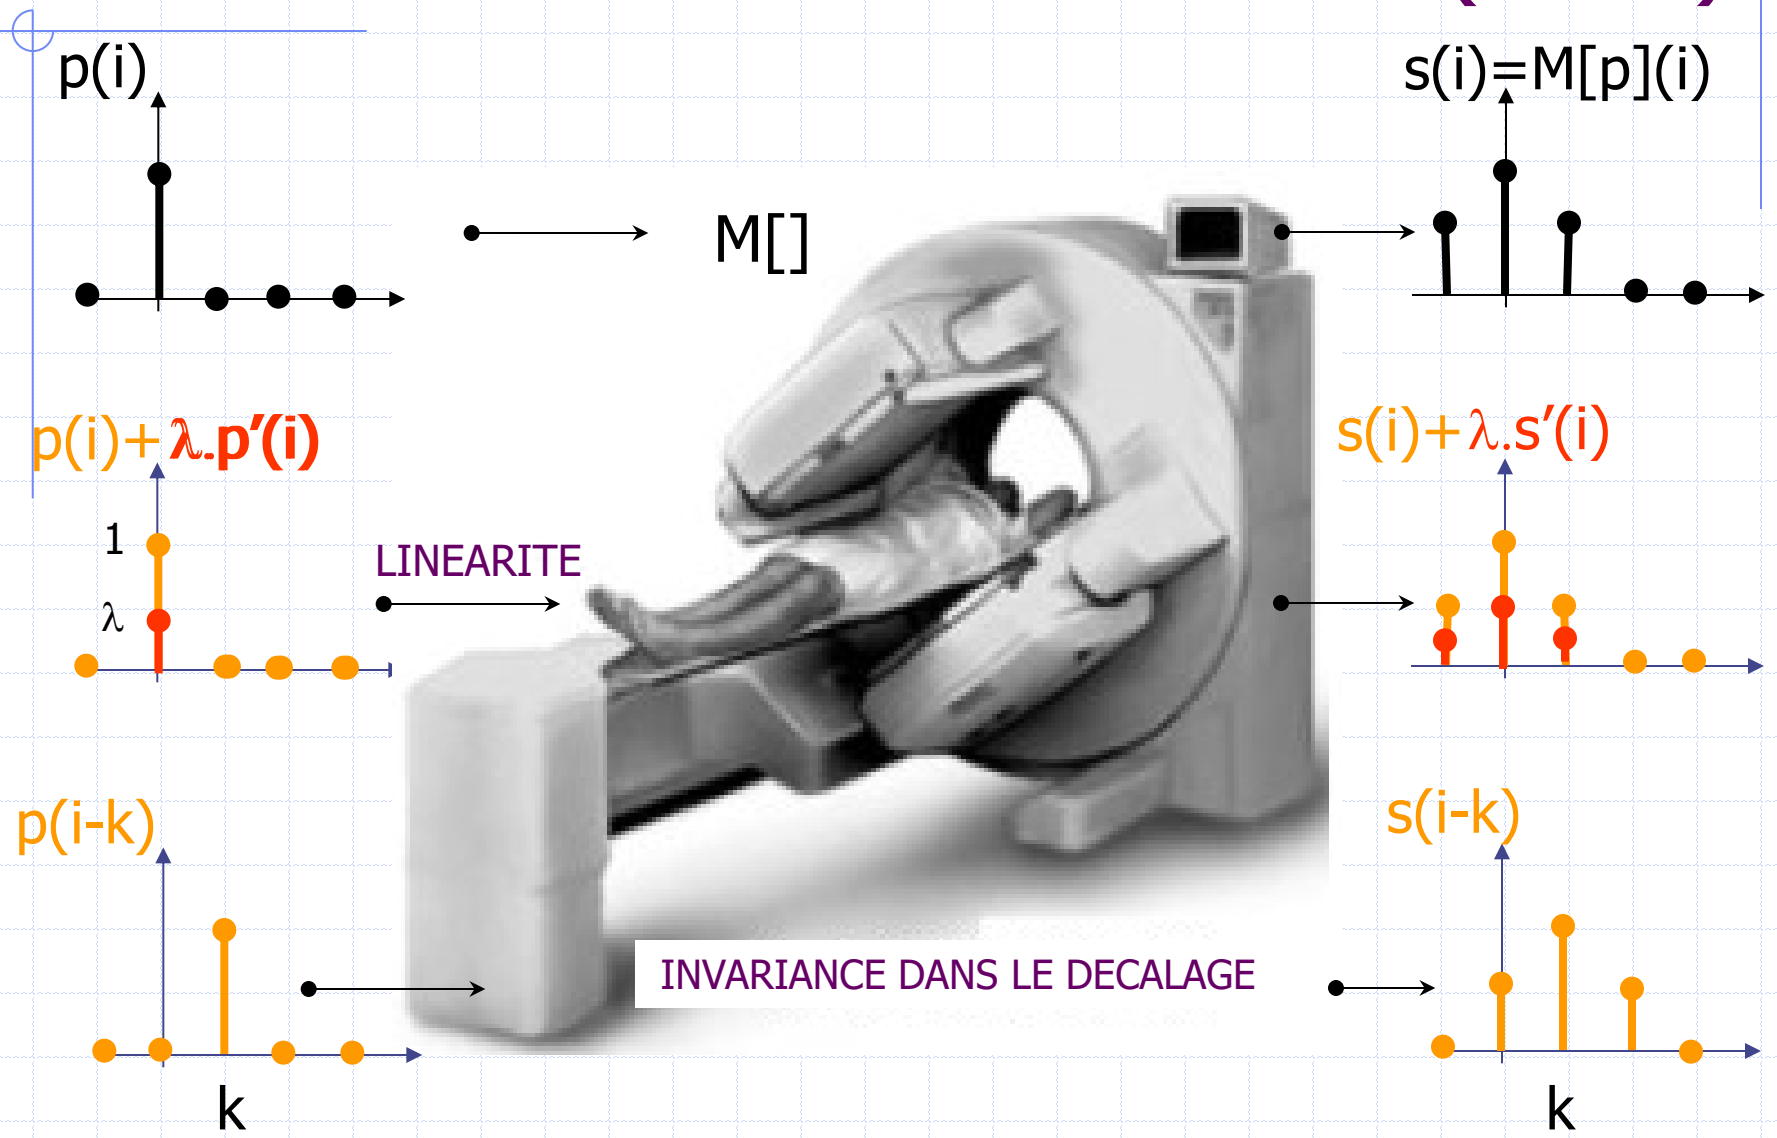 p(i)
s(i)=M[p](i)
M[]
p(i)+λ.p′(i)
s(i)+λ.s′(i)
1
LINEARITE
λ
p(i-k)
s(i-k)
INVARIANCE DANS LE DECALAGE
k
k